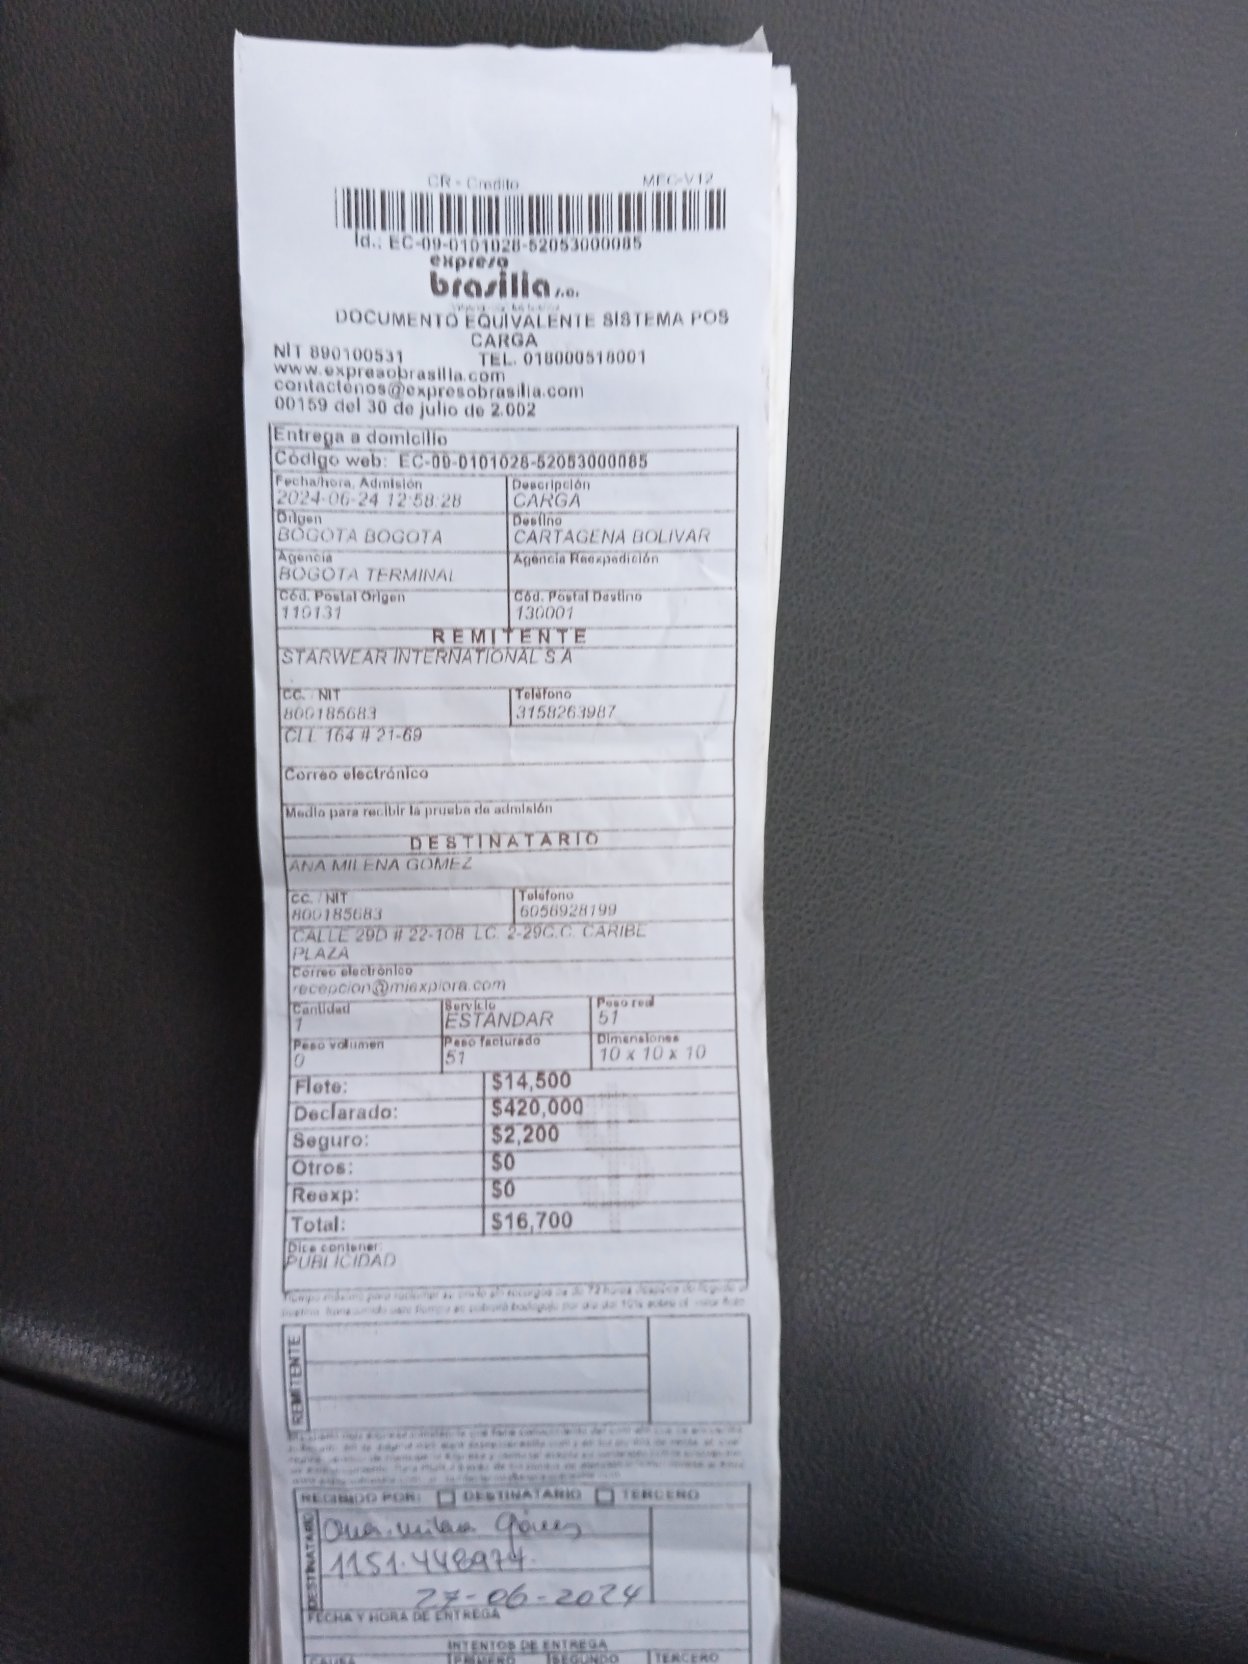 CR - Credito MEC-V12
Id.: EC-09-0101028-52053000085
expreso
brasilia s.a.
DOCUMENTO EQUIVALENTE SISTEMA POS
CARGA
NIT 890100531 TEL. 018000518001
www.expresobrasilia.com
contactenos@expresobrasilia.com
00159 del 30 de julio de 2.002
Entrega a domicilio
Código web: EC-09-0101028-52053000085
Fecha/hora. Admisión Descripción
2024-06-24 12:58:28 CARGA
Origen Destino
BOGOTA BOGOTA CARTAGENA BOLIVAR
Agencia Agencia Reexpedición
BOGOTA TERMINAL
Cód. Postal Origen Cód. Postal Destino
110131 130001
REMITENTE
STARWEAR INTERNATIONAL S.A
CC. / NIT Teléfono
800185683 3158263987
CLL 164 # 21-69
Correo electrónico
Medio para recibir la prueba de admisión
DESTINATARIO
ANA MILENA GOMEZ
CC. / NIT Teléfono
800185683 6056928199
CALLE 29D # 22-108 LC. 2-29C.C. CARIBE
PLAZA
Correo electrónico
recepcion@miexplora.com
Cantidad Servicio Peso real
1 ESTANDAR 51
Peso volumen Peso facturado Dimensiones
0 51 10 x 10 x 10
Flete: $14,500
Declarado: $420,000
Seguro: $2,200
Otros: $0
Reexp: $0
Total: $16,700
Dice contener:
PUBLICIDAD
REMITENTE
RECIBIDO POR: DESTINATARIO TERCERO
DESTINATARIO
Ana milena Gómez
1151.448974.
27-06-2024
FECHA Y HORA DE ENTREGA
INTENTOS DE ENTREGA
CAUSA PRIMERO SEGUNDO TERCERO